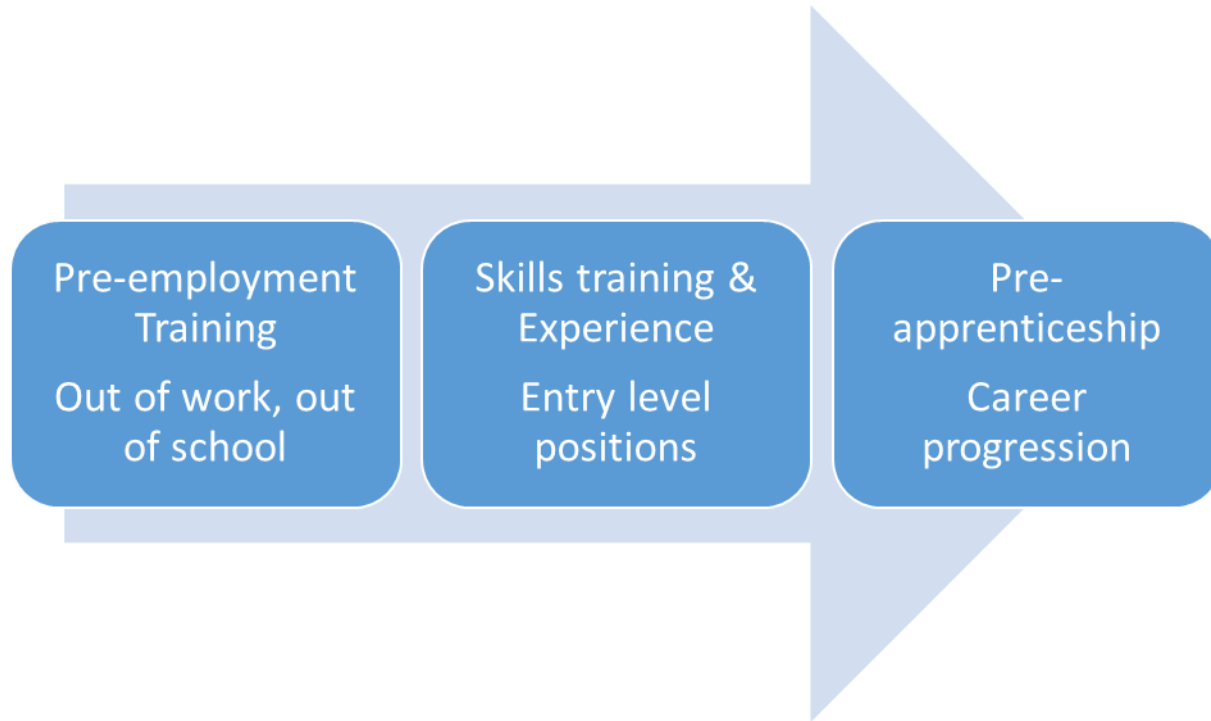 Pre-employment
Training
Out of work, out
of school
Skills training &
Experience
Entry level
positions
Pre-
apprenticeship
Career
progression